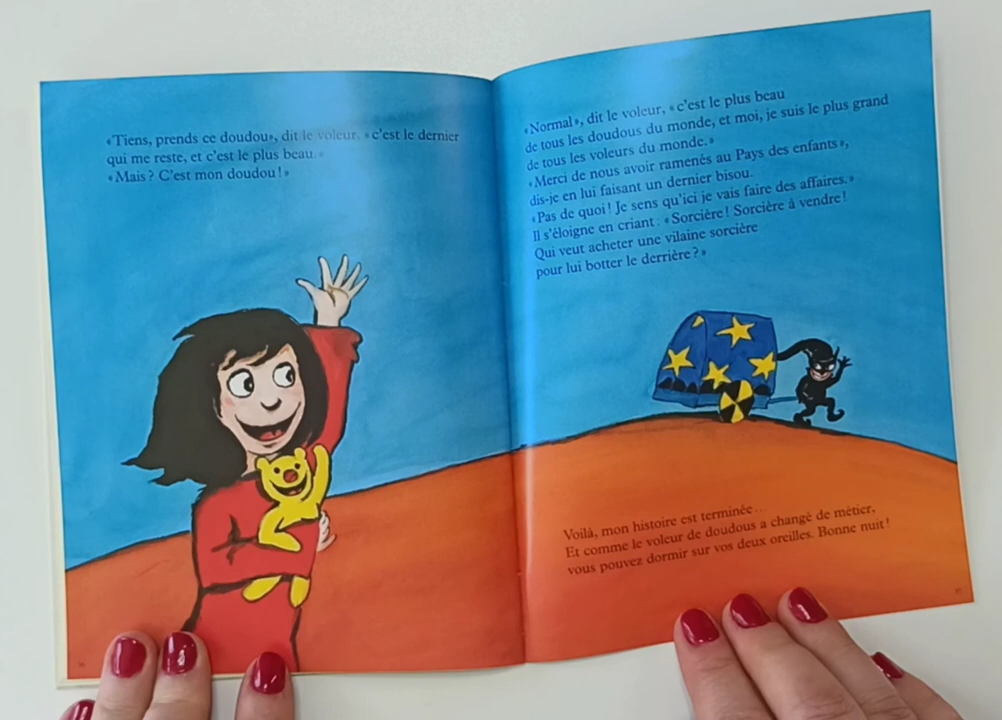 «Tiens, prends ce doudou», dit le voleur, «c'est le dernier
qui me reste, et c'est le plus beau.»
«Mais? C'est mon doudou!»
«Normal», dit le voleur, «c'est le plus beau
de tous les doudous du monde, et moi, je suis le plus grand
de tous les voleurs du monde.»
«Merci de nous avoir ramenés au Pays des enfants»,
dis-je en lui faisant un dernier bisou.
«Pas de quoi! Je sens qu'ici je vais faire des affaires.»
Il s'éloigne en criant: «Sorcière! Sorcière à vendre!
Qui veut acheter une vilaine sorcière
pour lui botter le derrière?»
Voilà, mon histoire est terminée...
Et comme le voleur de doudous a changé de métier,
vous pouvez dormir sur vos deux oreilles. Bonne nuit!